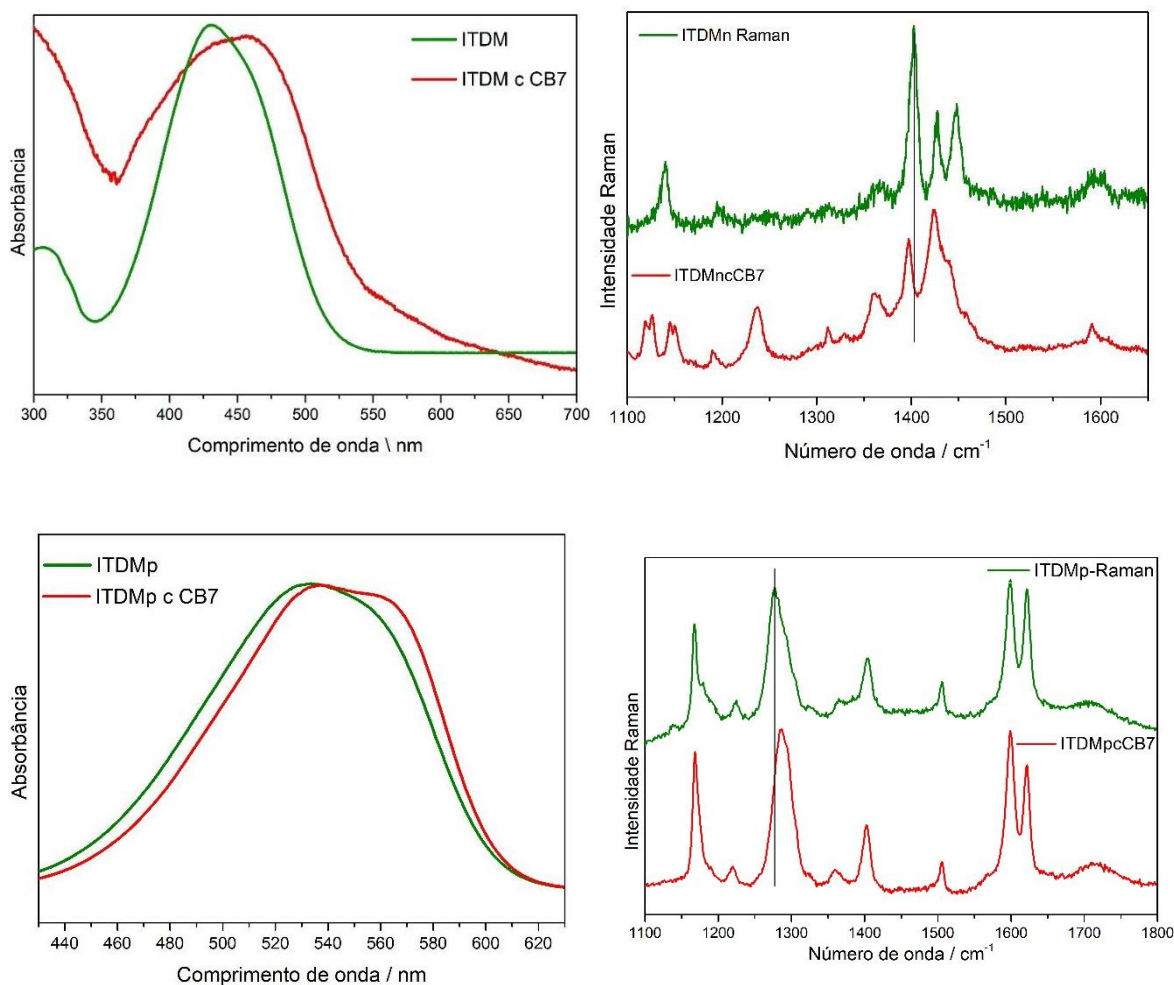 ITDM
ITDM c CB7
Absorbância
300 350 400 450 500 550 600 650 700
Comprimento de onda \ nm
ITDMn Raman
ITDMncCB7
Intensidade Raman
1100 1200 1300 1400 1500 1600
Número de onda / cm⁻¹
ITDMp
ITDMp c CB7
Absorbância
440 460 480 500 520 540 560 580 600 620
Comprimento de onda / nm
ITDMp-Raman
ITDMpcCB7
Intensidade Raman
1100 1200 1300 1400 1500 1600 1700 1800
Número de onda / cm⁻¹